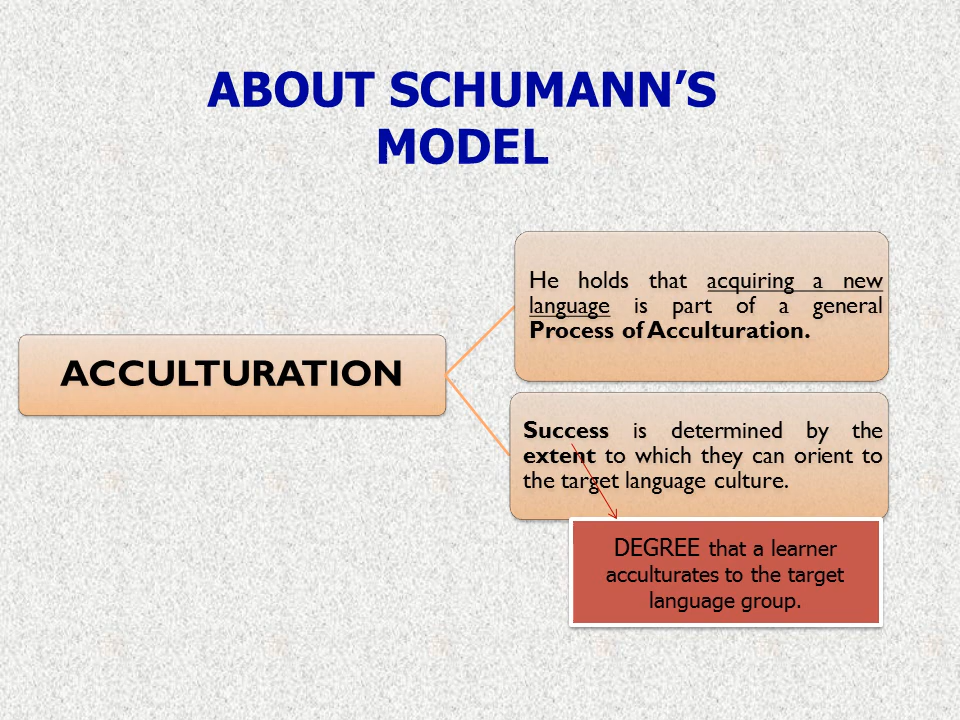 ABOUT SCHUMANN’S
MODEL
ACCULTURATION
He holds that acquiring a new
language is part of a general
Process of Acculturation.
Success is determined by the
extent to which they can orient to
the target language culture.
DEGREE that a learner
acculturates to the target
language group.